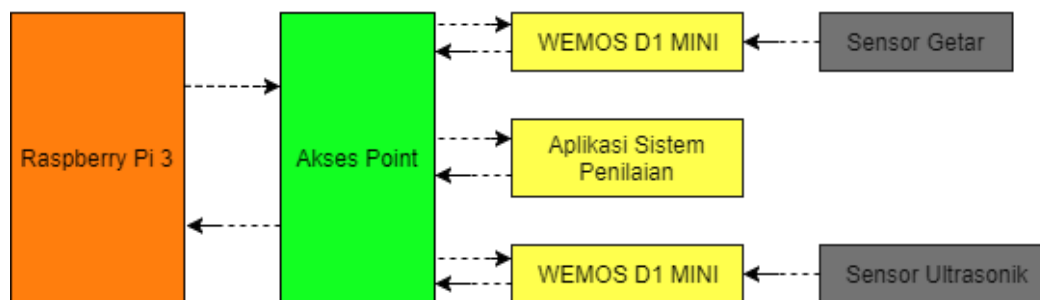 Raspberry Pi 3
Akses Point
WEMOS D1 MINI
Sensor Getar
Aplikasi Sistem
Penilaian
WEMOS D1 MINI
Sensor Ultrasonik